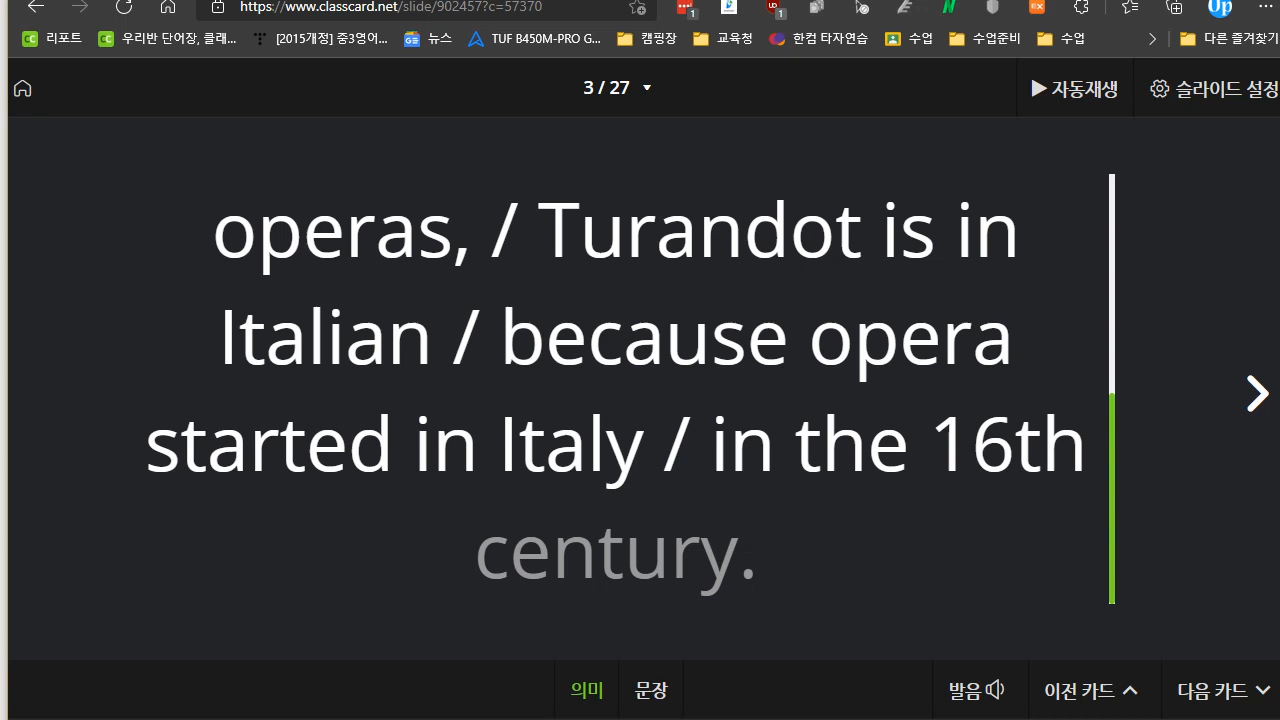 https://www.classcard.net/slide/902457?c=57370
리포트 우리반 단어장, 클래... [2015개정] 중3영어... 뉴스 TUF B450M-PRO G... 캠핑장 교육청 한컴 타자연습 수업 수업준비 수업 다른 즐겨찾기
3 / 27 자동재생 슬라이드 설정
operas, / Turandot is in
Italian / because opera
started in Italy / in the 16th
century.
의미 문장 발음 이전 카드 다음 카드